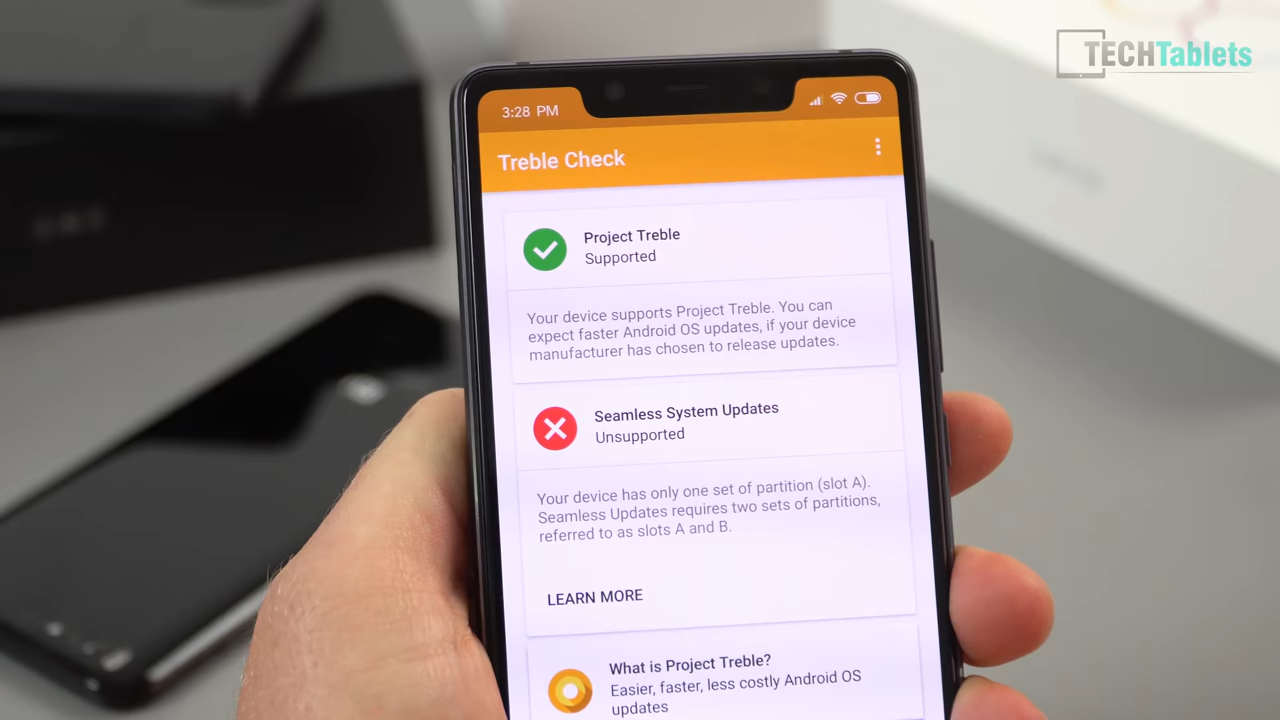 TECHTablets
3:28 PM
Treble Check
Project Treble
Supported
Your device supports Project Treble. You can
expect faster Android OS updates, if your device
manufacturer has chosen to release updates.
Seamless System Updates
Unsupported
Your device has only one set of partition (slot A).
Seamless Updates requires two sets of partitions,
referred to as slots A and B.
LEARN MORE
What is Project Treble?
Easier, faster, less costly Android OS
updates